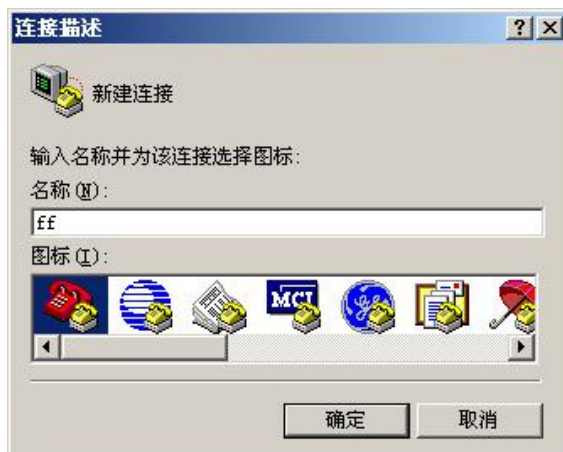 连接描述
新建连接
输入名称并为该连接选择图标:
名称(N):
ff
图标(I):
MCI
确定 取消